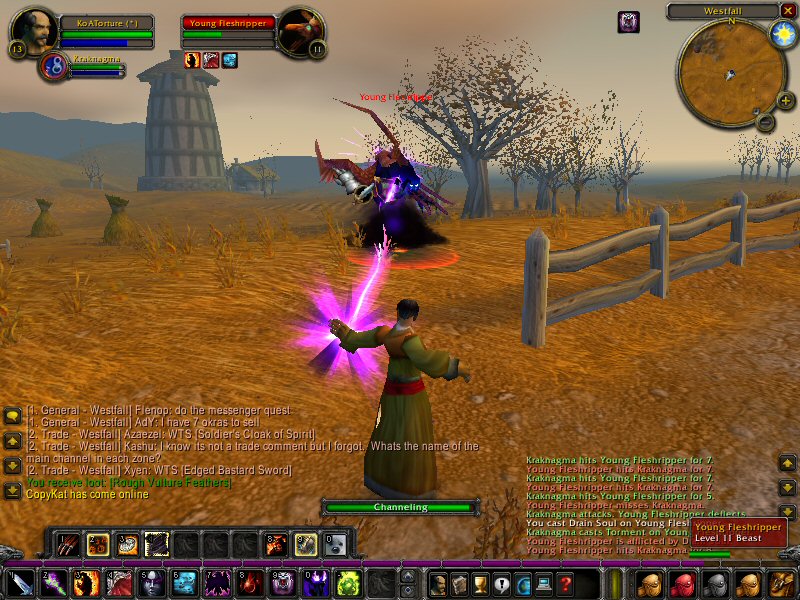 KoATorture (*)
13
Kraknagma
8
Young Fleshripper
11
Westfall
N
Young Fleshripper
[1. General - Westfall] Flenop: do the messenger quest
[1. General - Westfall] AdY: I have 7 okras to sell
[2. Trade - Westfall] Azaezel: WTS [Soldier's Cloak of Spirit]
[2. Trade - Westfall] Kashu: I know its not a trade comment but I forgot. Whats the name of the
main channel in each zone?
[2. Trade - Westfall] Xyen: WTS [Edged Bastard Sword]
You receive loot: [Rough Vulture Feathers]
CopyKat has come online
Channeling
Kraknagma hits Young Fleshripper for 7.
Young Fleshripper hits Kraknagma for 7.
Kraknagma hits Young Fleshripper for 7.
Young Fleshripper hits Kraknagma for 7.
Kraknagma hits Young Fleshripper for 5.
Young Fleshripper misses Kraknagma.
Kraknagma attacks. Young Fleshripper deflects.
You cast Drain Soul on Young Flesh
Kraknagma casts Torment on Young
Young Fleshripper is afflicted by D
Young Fleshripper hits Kraknagma for
Young Fleshripper
Level 11 Beast